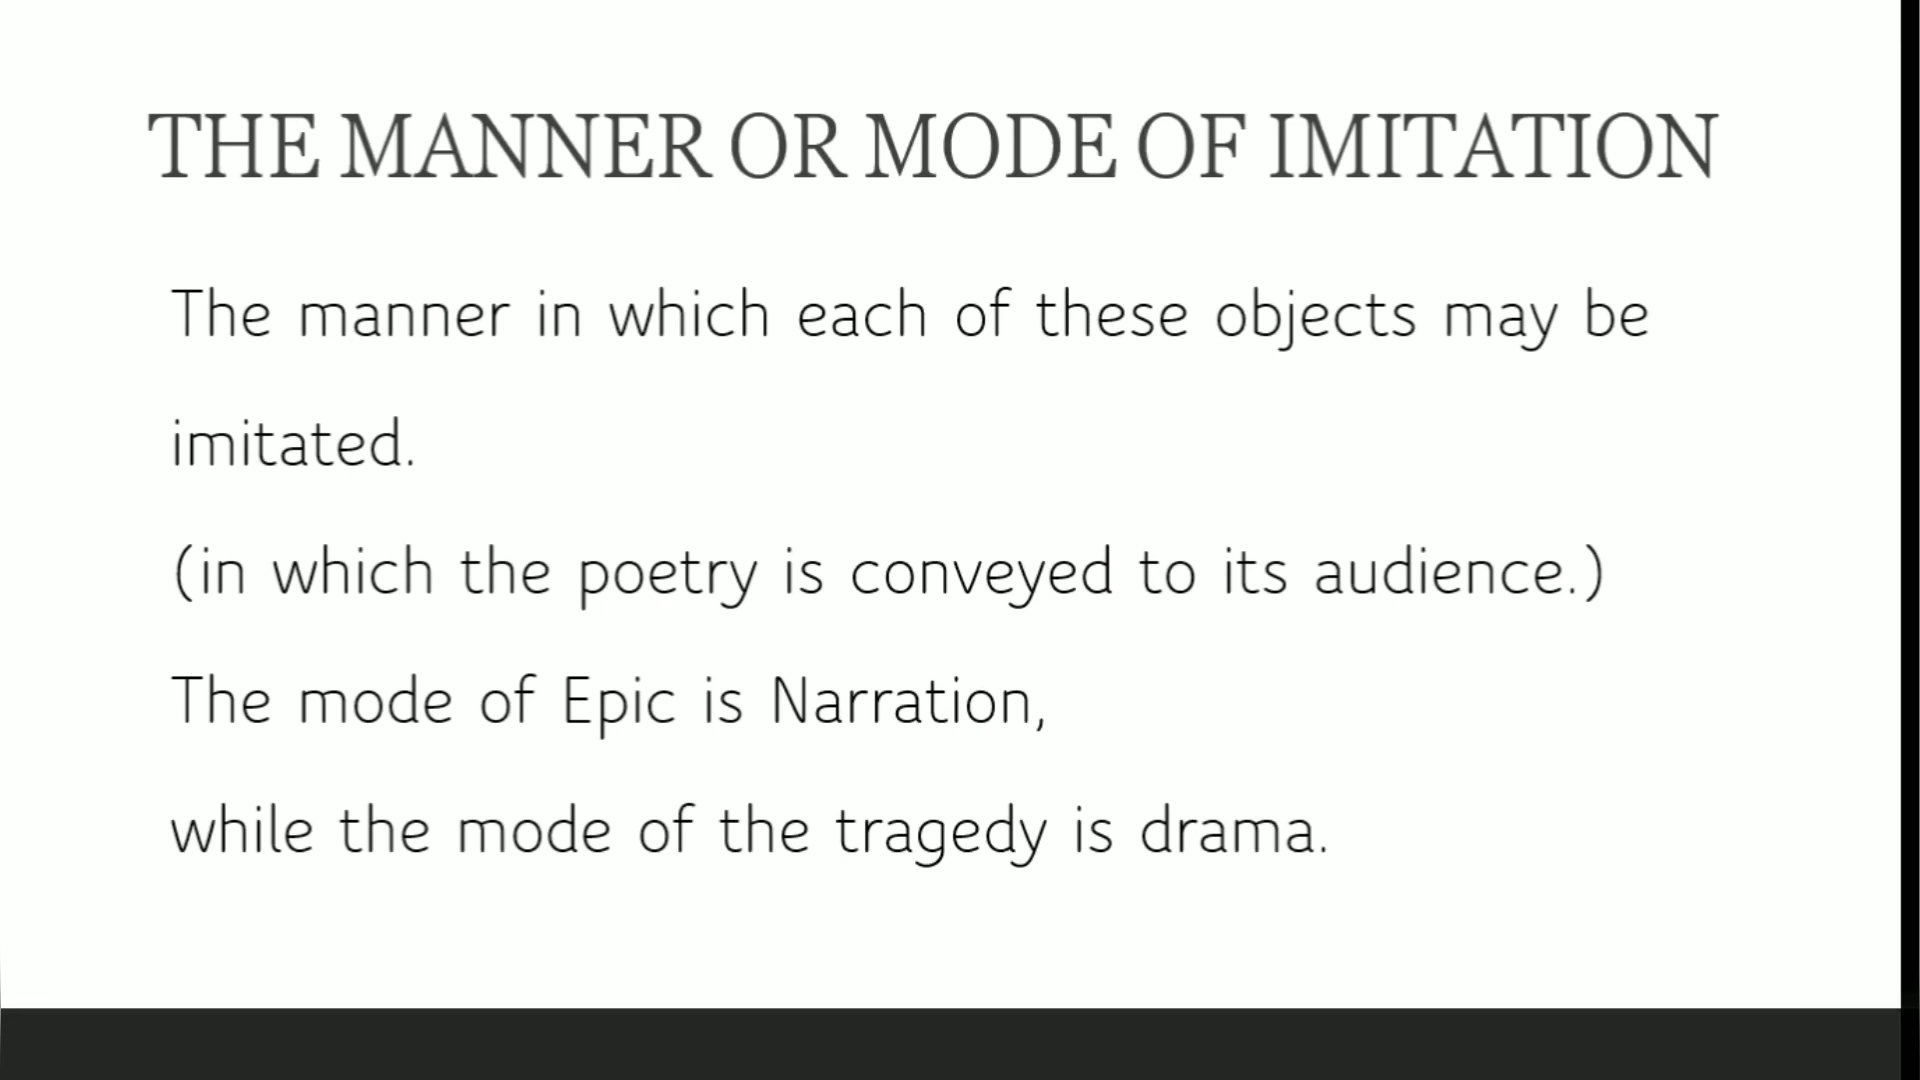 THE MANNER OR MODE OF IMITATION
The manner in which each of these objects may be
imitated.
(in which the poetry is conveyed to its audience.)
The mode of Epic is Narration,
while the mode of the tragedy is drama.